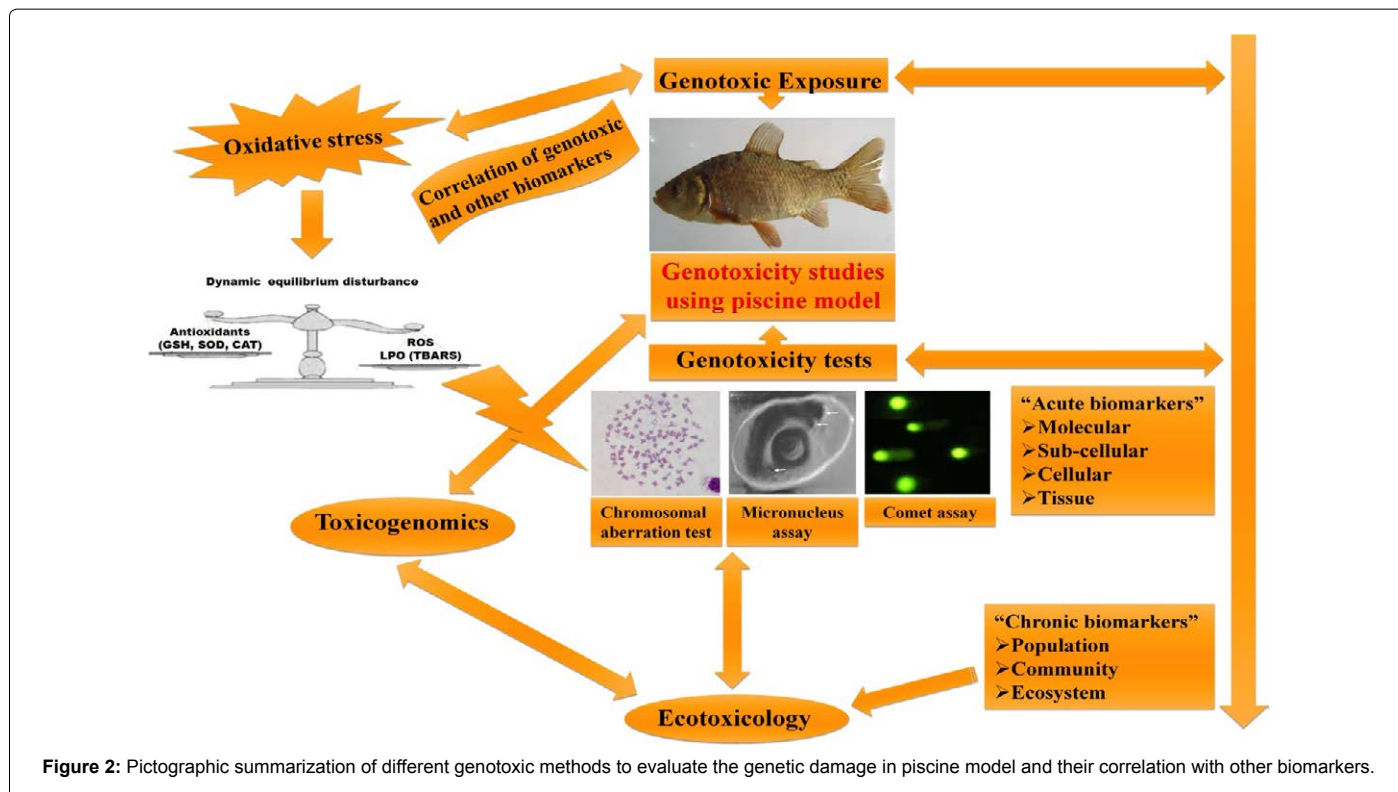 Genotoxic Exposure
Oxidative stress
Correlation of genotoxic
and other biomarkers
Genotoxicity studies
using piscine model
Dynamic equilibrium disturbance
Antioxidants
(GSH, SOD, CAT)
ROS
LPO (TBARS)
Genotoxicity tests
"Acute biomarkers"
➢Molecular
➢Sub-cellular
➢Cellular
➢Tissue
Chromosomal
aberration test
Micronucleus
assay
Comet assay
Toxicogenomics
"Chronic biomarkers"
➢Population
➢Community
➢Ecosystem
Ecotoxicology
Figure 2: Pictographic summarization of different genotoxic methods to evaluate the genetic damage in piscine model and their correlation with other biomarkers.